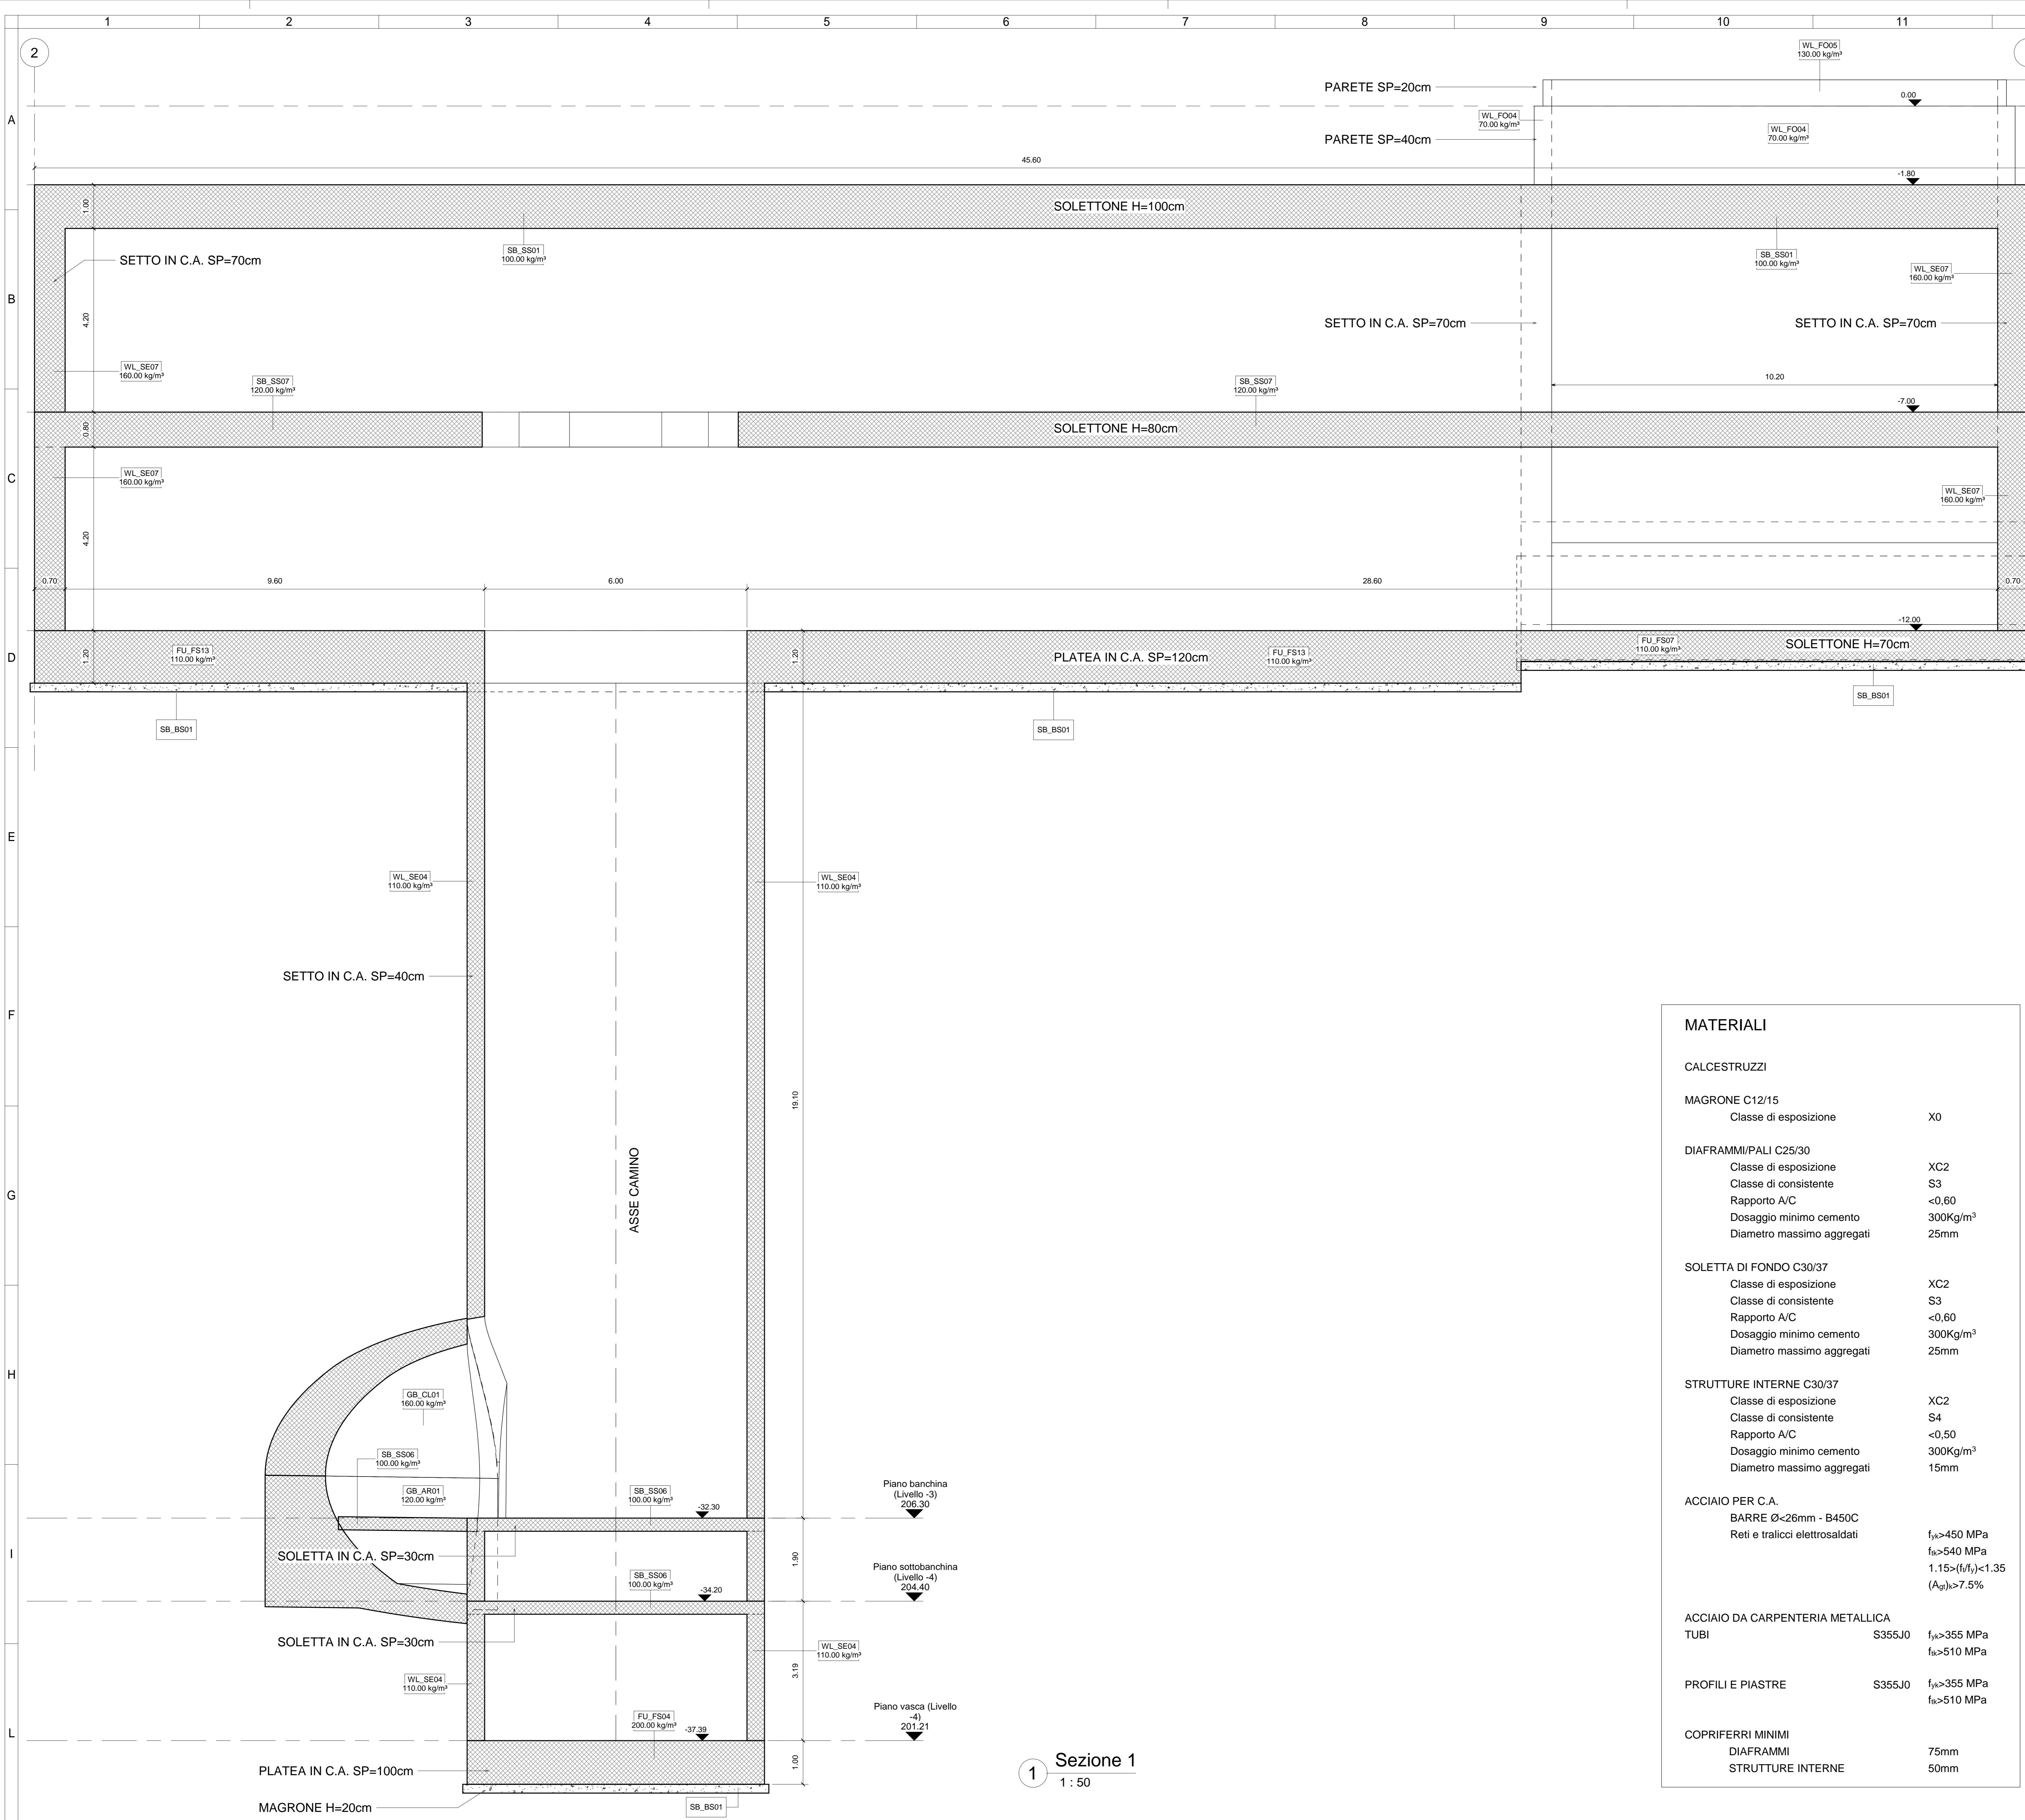 1 2 3 4 5 6 7 8 9 10 11
2
A
B
C
D
E
F
G
H
I
L
WL_FO05
130.00 kg/m³
PARETE SP=20cm
0.00
WL_FO04
70.00 kg/m³
WL_FO04
70.00 kg/m³
PARETE SP=40cm
45.60
-1.80
1.00
SOLETTONE H=100cm
SB_SS01
100.00 kg/m³
SB_SS01
100.00 kg/m³
SETTO IN C.A. SP=70cm
WL_SE07
160.00 kg/m³
4.20
SETTO IN C.A. SP=70cm
SETTO IN C.A. SP=70cm
WL_SE07
160.00 kg/m³
SB_SS07
120.00 kg/m³
SB_SS07
120.00 kg/m³
10.20
-7.00
0.80
SOLETTONE H=80cm
WL_SE07
160.00 kg/m³
WL_SE07
160.00 kg/m³
4.20
0.70
9.60
6.00
28.60
0.70
-12.00
1.20
FU_FS13
110.00 kg/m³
1.20
PLATEA IN C.A. SP=120cm
FU_FS13
110.00 kg/m³
FU_FS07
110.00 kg/m³
SOLETTONE H=70cm
SB_BS01
SB_BS01
SB_BS01
WL_SE04
110.00 kg/m³
WL_SE04
110.00 kg/m³
SETTO IN C.A. SP=40cm
19.10
ASSE CAMINO
GB_CL01
160.00 kg/m³
SB_SS06
100.00 kg/m³
GB_AR01
120.00 kg/m³
SB_SS06
100.00 kg/m³
-32.30
Piano banchina
(Livello -3)
206.30
SOLETTA IN C.A. SP=30cm
1.90
SB_SS06
100.00 kg/m³
-34.20
Piano sottobanchina
(Livello -4)
204.40
SOLETTA IN C.A. SP=30cm
WL_SE04
110.00 kg/m³
3.19
WL_SE04
110.00 kg/m³
FU_FS04
200.00 kg/m³
-37.39
Piano vasca (Livello
-4)
201.21
PLATEA IN C.A. SP=100cm
1.00
MAGRONE H=20cm
SB_BS01
1 Sezione 1
1 : 50
MATERIALI
CALCESTRUZZI
MAGRONE C12/15
Classe di esposizione X0
DIAFRAMMI/PALI C25/30
Classe di esposizione XC2
Classe di consistente S3
Rapporto A/C <0,60
Dosaggio minimo cemento 300Kg/m³
Diametro massimo aggregati 25mm
SOLETTA DI FONDO C30/37
Classe di esposizione XC2
Classe di consistente S3
Rapporto A/C <0,60
Dosaggio minimo cemento 300Kg/m³
Diametro massimo aggregati 25mm
STRUTTURE INTERNE C30/37
Classe di esposizione XC2
Classe di consistente S4
Rapporto A/C <0,50
Dosaggio minimo cemento 300Kg/m³
Diametro massimo aggregati 15mm
ACCIAIO PER C.A.
BARRE Ø<26mm - B450C
Reti e tralicci elettrosaldati fyk>450 MPa
ftk>540 MPa
1.15>(ft/fy)<1.35
(Agt)k>7.5%
ACCIAIO DA CARPENTERIA METALLICA
TUBI S355J0 fyk>355 MPa
ftk>510 MPa
PROFILI E PIASTRE S355J0 fyk>355 MPa
ftk>510 MPa
COPRIFERRI MINIMI
DIAFRAMMI 75mm
STRUTTURE INTERNE 50mm